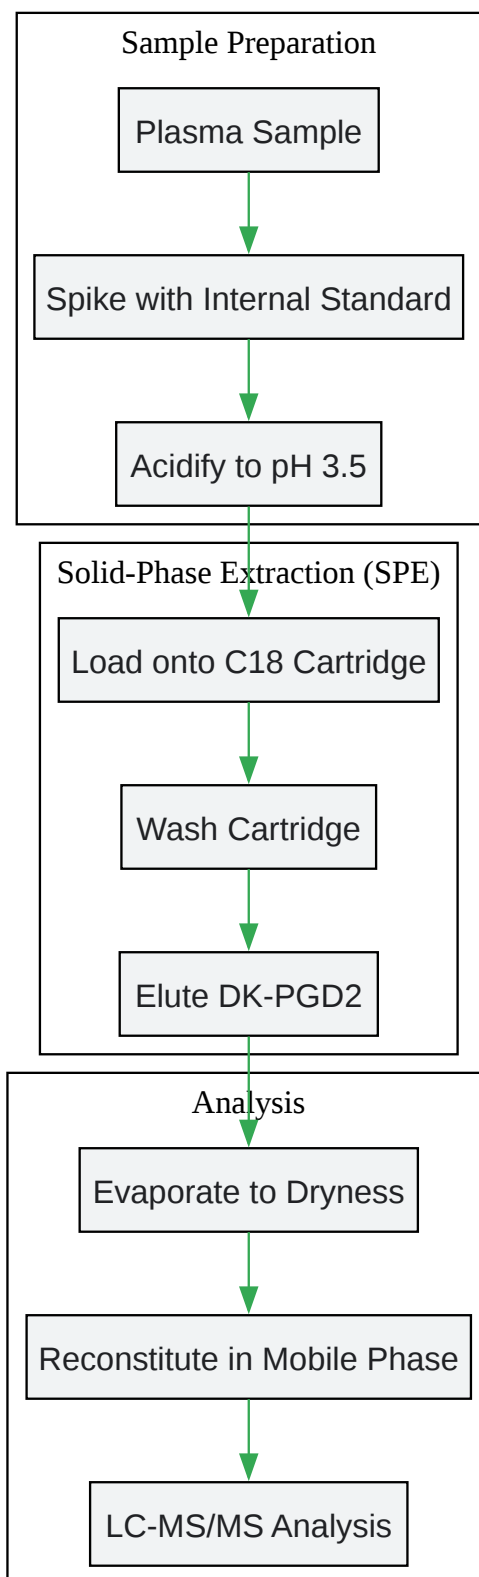 Sample Preparation
Plasma Sample
Spike with Internal Standard
Acidify to pH 3.5
Solid-Phase Extraction (SPE)
Load onto C18 Cartridge
Wash Cartridge
Elute DK-PGD2
Analysis
Evaporate to Dryness
Reconstitute in Mobile Phase
LC-MS/MS Analysis